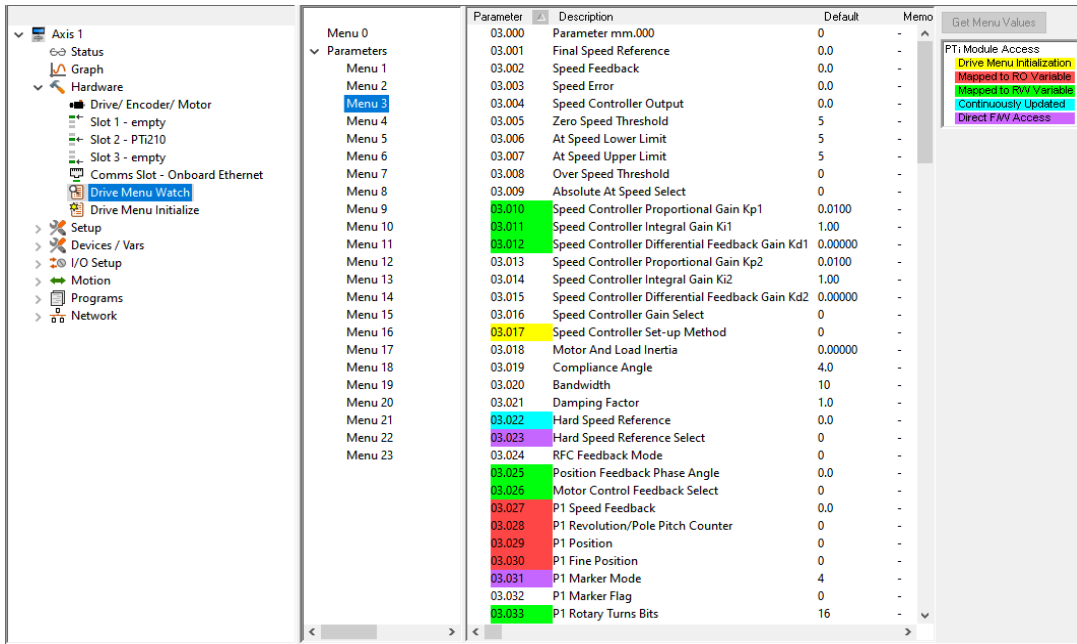 Axis 1
Status
Graph
Hardware
Drive/ Encoder/ Motor
Slot 1 - empty
Slot 2 - PTi210
Slot 3 - empty
Comms Slot - Onboard Ethernet
Drive Menu Watch
Drive Menu Initialize
Setup
Devices / Vars
I/O Setup
Motion
Programs
Network
Menu 0
Parameters
Menu 1
Menu 2
Menu 3
Menu 4
Menu 5
Menu 6
Menu 7
Menu 8
Menu 9
Menu 10
Menu 11
Menu 12
Menu 13
Menu 14
Menu 15
Menu 16
Menu 17
Menu 18
Menu 19
Menu 20
Menu 21
Menu 22
Menu 23
Parameter Description Default Memo
03.000 Parameter mm.000 0 -
03.001 Final Speed Reference 0.0 -
03.002 Speed Feedback 0.0 -
03.003 Speed Error 0.0 -
03.004 Speed Controller Output 0.0 -
03.005 Zero Speed Threshold 5 -
03.006 At Speed Lower Limit 5 -
03.007 At Speed Upper Limit 5 -
03.008 Over Speed Threshold 0 -
03.009 Absolute At Speed Select 0 -
03.010 Speed Controller Proportional Gain Kp1 0.0100 -
03.011 Speed Controller Integral Gain Ki1 1.00 -
03.012 Speed Controller Differential Feedback Gain Kd1 0.00000 -
03.013 Speed Controller Proportional Gain Kp2 0.0100 -
03.014 Speed Controller Integral Gain Ki2 1.00 -
03.015 Speed Controller Differential Feedback Gain Kd2 0.00000 -
03.016 Speed Controller Gain Select 0 -
03.017 Speed Controller Set-up Method 0 -
03.018 Motor And Load Inertia 0.00000 -
03.019 Compliance Angle 4.0 -
03.020 Bandwidth 10 -
03.021 Damping Factor 1.0 -
03.022 Hard Speed Reference 0.0 -
03.023 Hard Speed Reference Select 0 -
03.024 RFC Feedback Mode 0 -
03.025 Position Feedback Phase Angle 0.0 -
03.026 Motor Control Feedback Select 0 -
03.027 P1 Speed Feedback 0.0 -
03.028 P1 Revolution/Pole Pitch Counter 0 -
03.029 P1 Position 0 -
03.030 P1 Fine Position 0 -
03.031 P1 Marker Mode 4 -
03.032 P1 Marker Flag 0 -
03.033 P1 Rotary Turns Bits 16 -
Get Menu Values
PTi Module Access
Drive Menu Initialization
Mapped to RO Variable
Mapped to RW Variable
Continuously Updated
Direct F/W Access